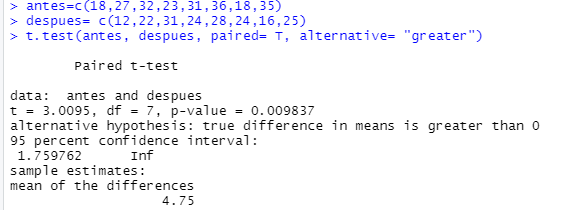 > antes=c(18,27,32,23,31,36,18,35)
> despues= c(12,22,31,24,28,24,16,25)
> t.test(antes, despues, paired= T, alternative= "greater")
Paired t-test
data:  antes and despues
t = 3.0095, df = 7, p-value = 0.009837
alternative hypothesis: true difference in means is greater than 0
95 percent confidence interval:
1.759762      Inf
sample estimates:
mean of the differences
4.75